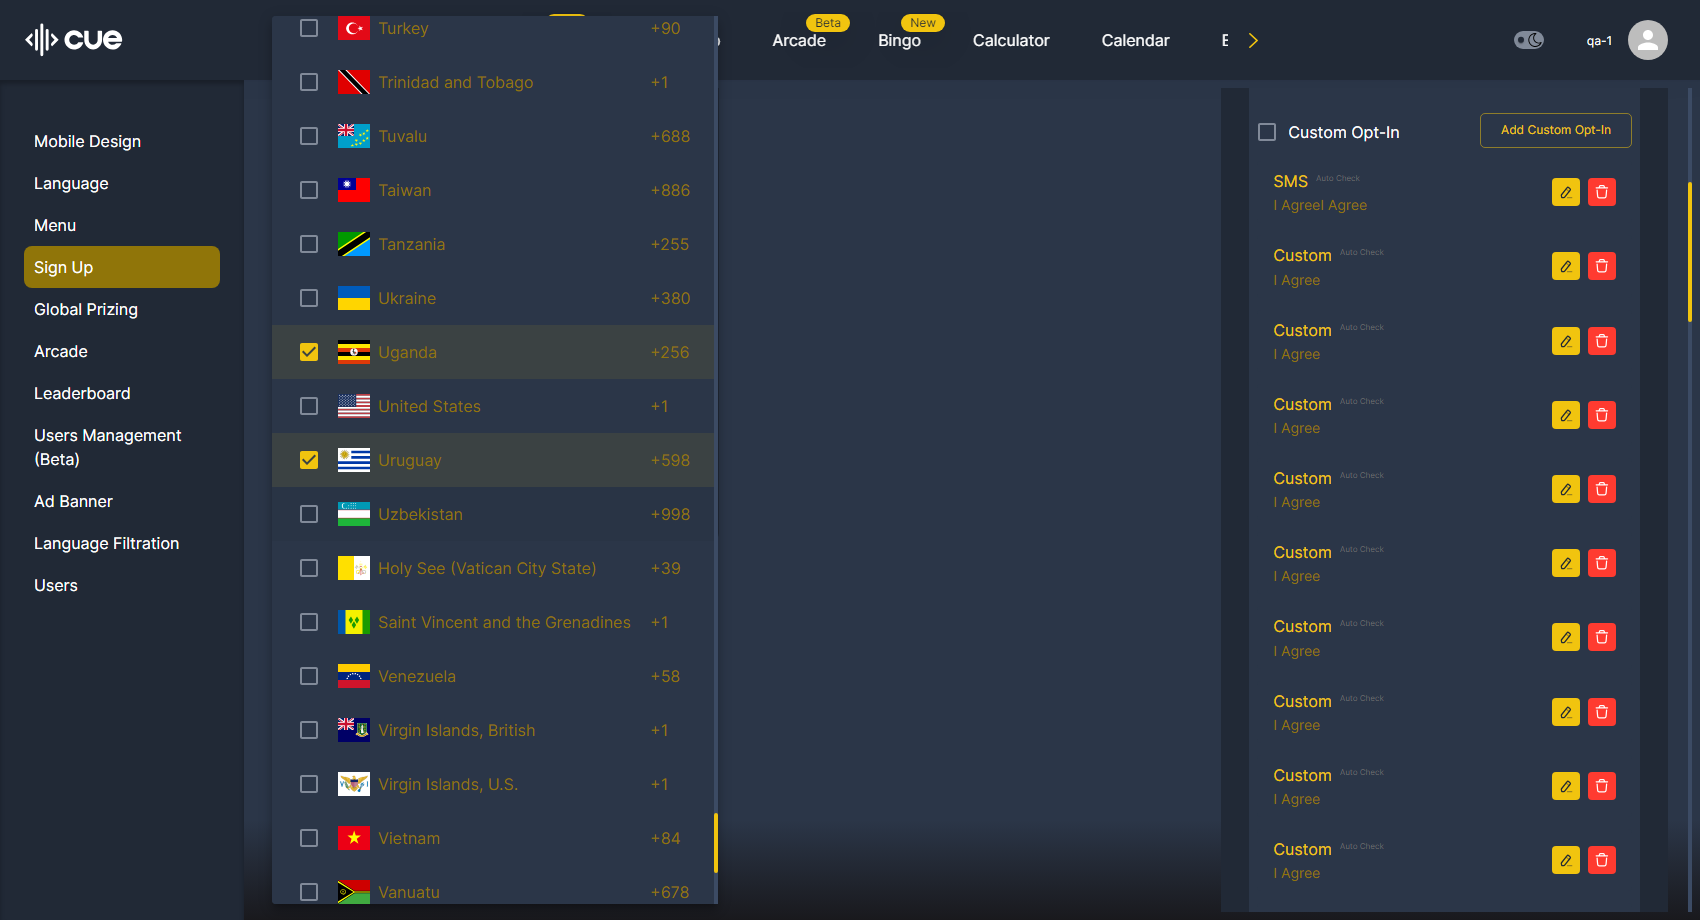 cue
Beta
New
Arcade
Bingo
Calculator
Calendar
qa-1
Mobile Design
Language
Menu
Sign Up
Global Prizing
Arcade
Leaderboard
Users Management
(Beta)
Ad Banner
Language Filtration
Users
Turkey +90
Trinidad and Tobago +1
Tuvalu +688
Taiwan +886
Tanzania +255
Ukraine +380
Uganda +256
United States +1
Uruguay +598
Uzbekistan +998
Holy See (Vatican City State) +39
Saint Vincent and the Grenadines +1
Venezuela +58
Virgin Islands, British +1
Virgin Islands, U.S. +1
Vietnam +84
Vanuatu +678
Custom Opt-In
Add Custom Opt-In
SMS Auto Check
I AgreeI Agree
Custom Auto Check
I Agree
Custom Auto Check
I Agree
Custom Auto Check
I Agree
Custom Auto Check
I Agree
Custom Auto Check
I Agree
Custom Auto Check
I Agree
Custom Auto Check
I Agree
Custom Auto Check
I Agree
Custom Auto Check
I Agree